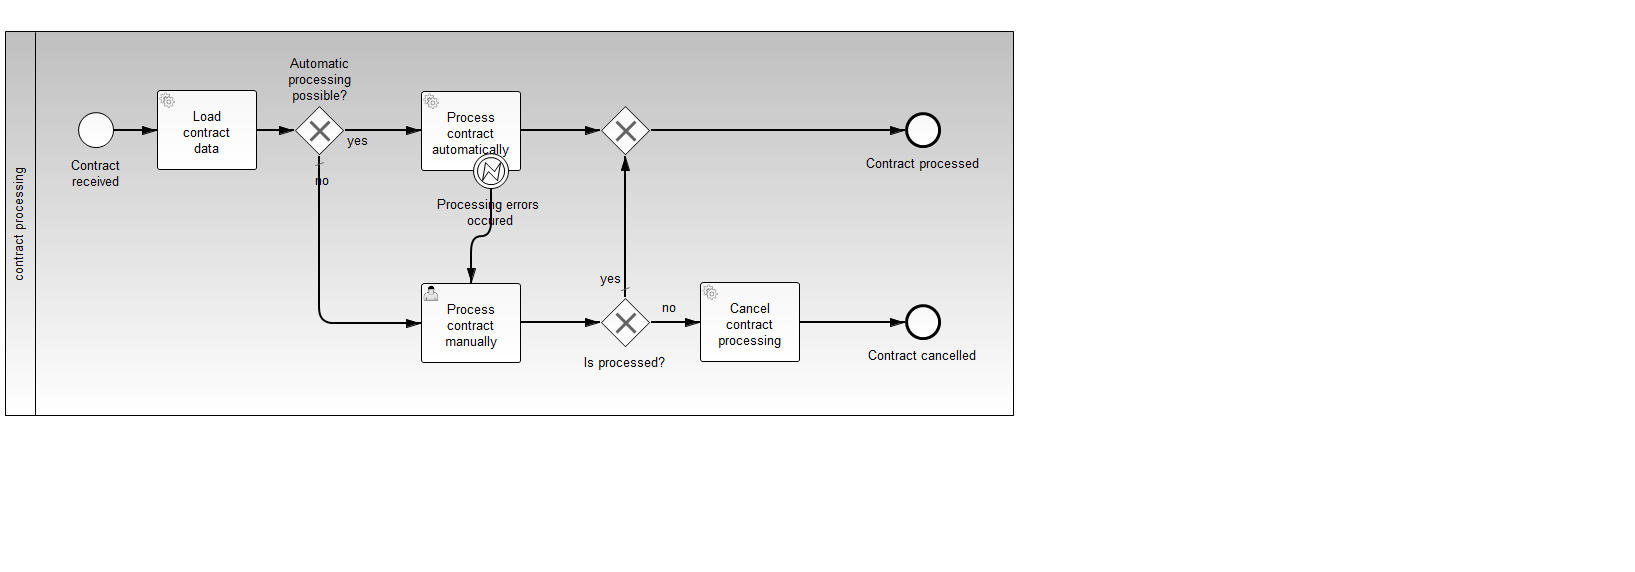 contract processing
Contract
received
Load
contract
data
Automatic
processing
possible?
yes
no
Process
contract
automatically
Processing errors
occured
Process
contract
manually
yes
Is processed?
no
Cancel
contract
processing
Contract processed
Contract cancelled